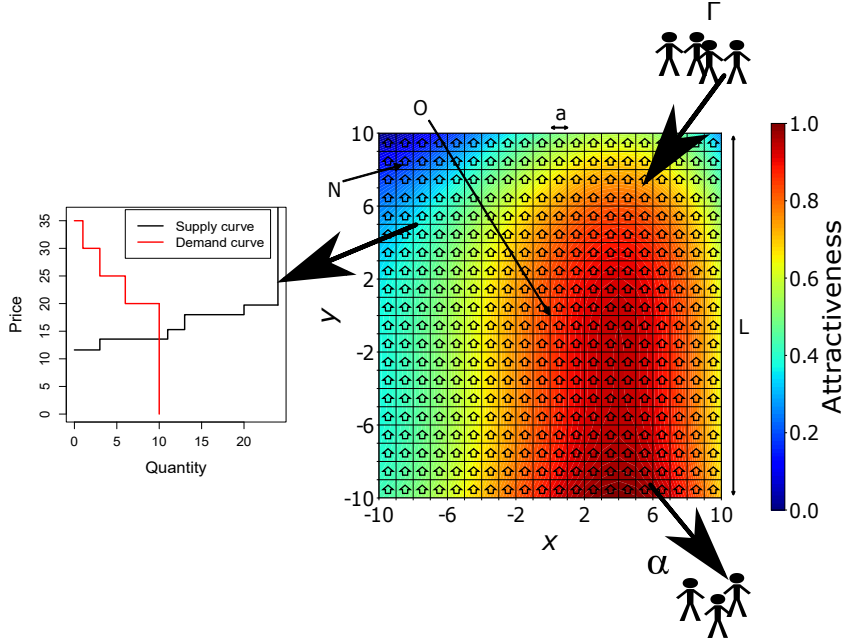 Γ
O
a
N
L
α
10
6
2
-2
-6
-10
y
-10
-6
-2
2
6
10
x
1.0
0.8
0.6
0.4
0.2
0.0
Attractiveness
Supply curve
Demand curve
35
30
25
20
15
10
5
0
Price
0
5
10
15
20
Quantity